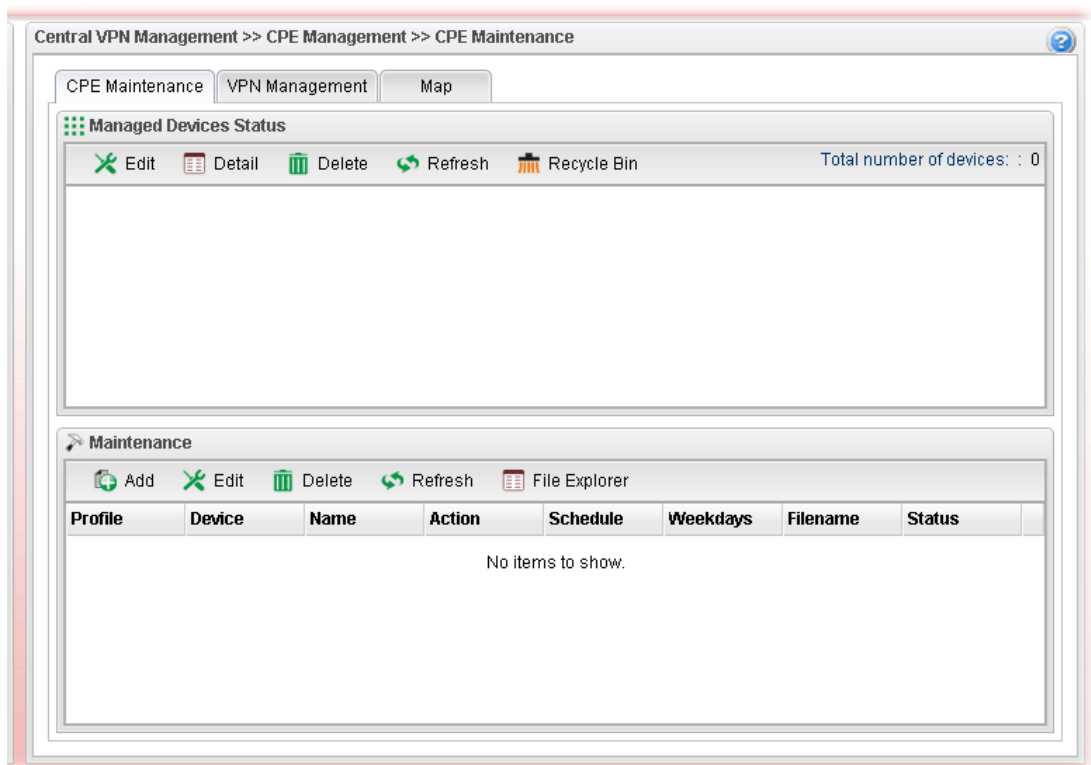 Central VPN Management >> CPE Management >> CPE Maintenance
CPE Maintenance VPN Management Map
Managed Devices Status
Edit Detail Delete Refresh Recycle Bin Total number of devices: : 0
Maintenance
Add Edit Delete Refresh File Explorer
Profile Device Name Action Schedule Weekdays Filename Status
No items to show.